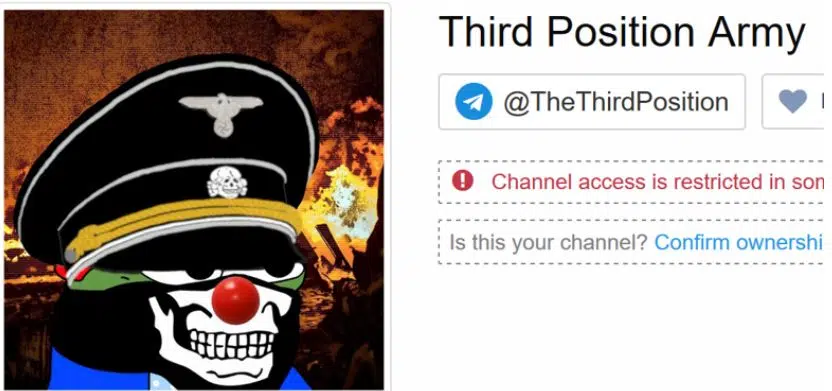 Third Position Army
@TheThirdPosition
Channel access is restricted in som
Is this your channel? Confirm ownershi